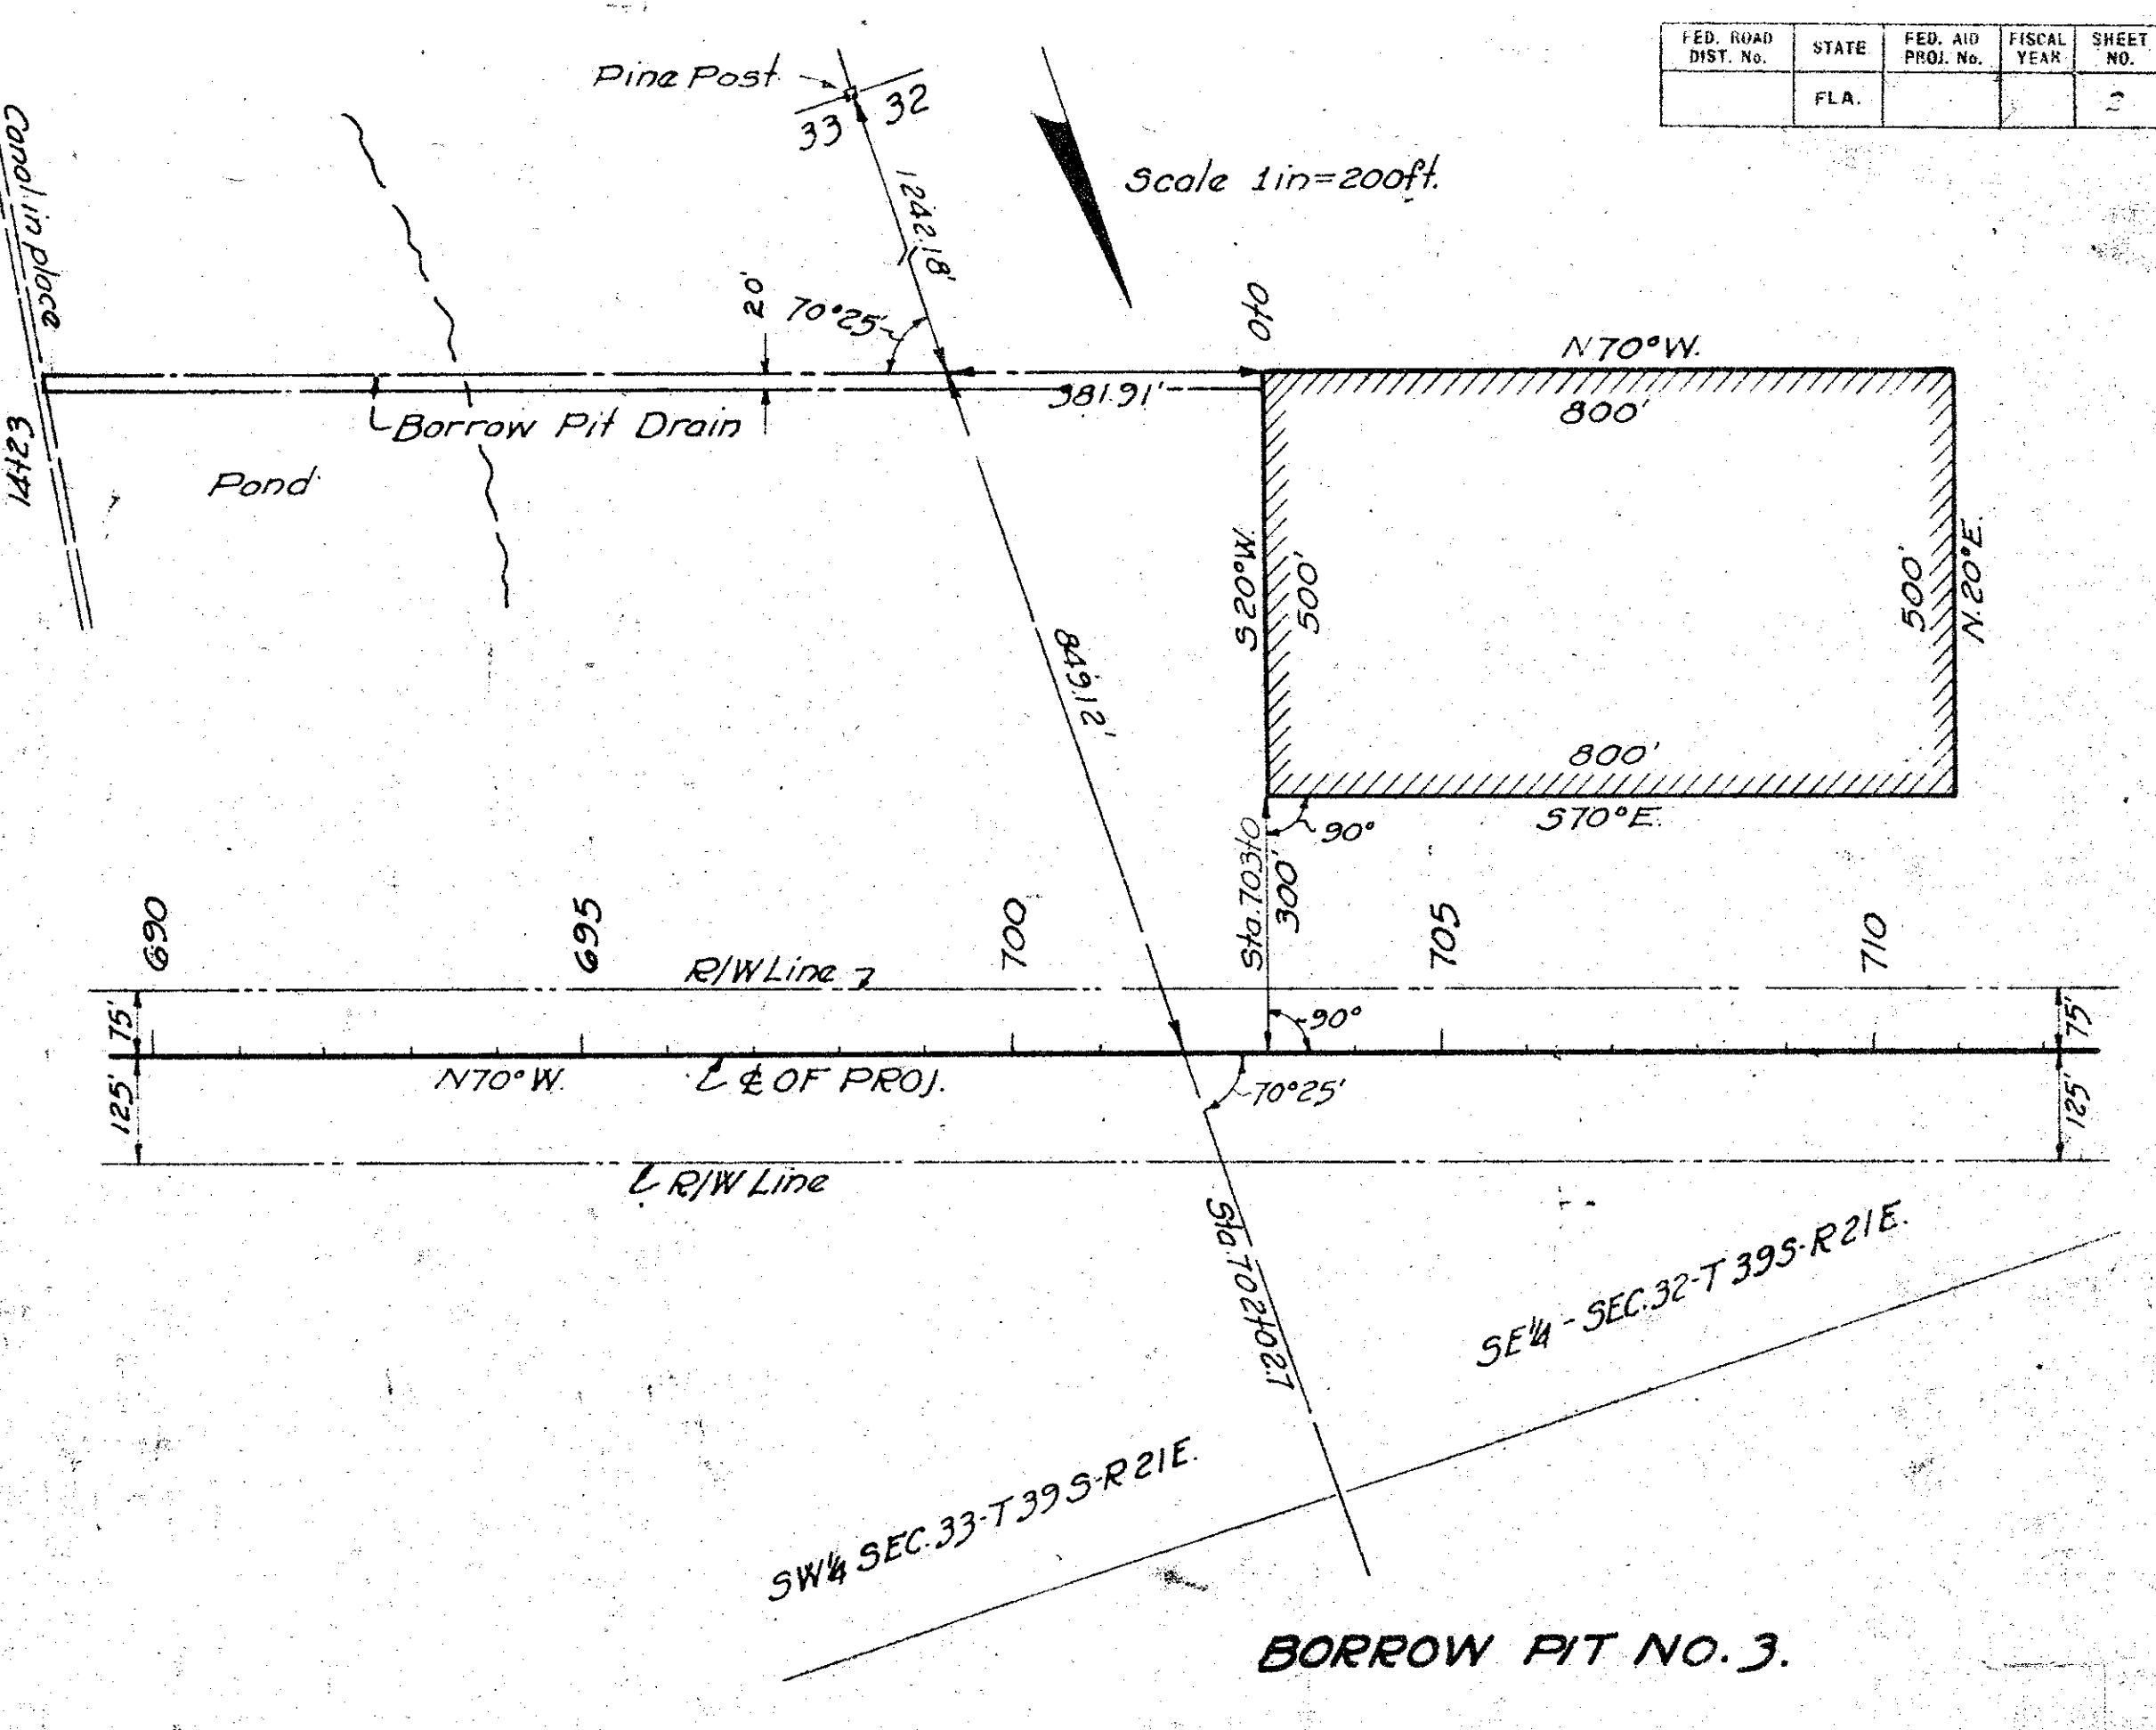 FED. ROAD DIST. No.
STATE
FED. AID PROJ. No.
FISCAL YEAR
SHEET NO.
FLA.
2
Pine Post
33
32
Scale 1in=200ft.
Canal in place
14+23
1242.18'
20'
70°25'
0+0
N70°W.
381.91'
800'
Borrow Pit Drain
Pond
S20°W.
500'
500'
N.20°E.
849.12'
800'
S70°E.
90°
Sta.703+0
300'
690
695
700
705
710
R/W Line
75'
90°
75'
N70°W.
℄ OF PROJ.
70°25'
125'
125'
R/W Line
Sta.702+02.7
SE¼-SEC.32-T39S-R21E.
SW¼ SEC.33-T39S-R21E.
BORROW PIT NO.3.